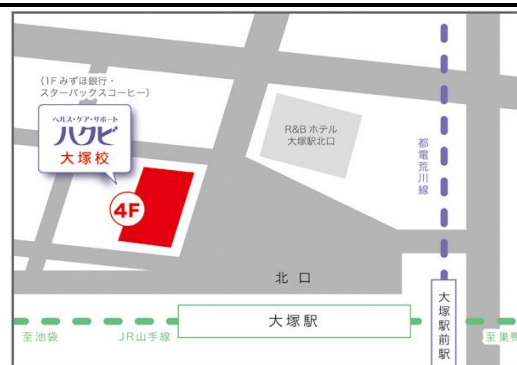 (1F みずほ銀行・
スターバックスコーヒー)
ヘルス・ケア・サポート
ハクビ
大塚校
4F
R&B ホテル
大塚駅北口
都電荒川線
北口
大塚駅
大塚駅前駅
至池袋
JR山手線
至巣鴨